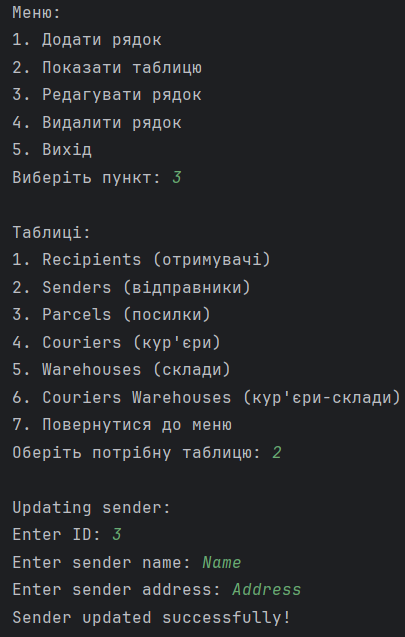 Меню:
1. Додати рядок
2. Показати таблицю
3. Редагувати рядок
4. Видалити рядок
5. Вихід
Виберіть пункт: 3
Таблиці:
1. Recipients (отримувачі)
2. Senders (відправники)
3. Parcels (посилки)
4. Couriers (кур'єри)
5. Warehouses (склади)
6. Couriers Warehouses (кур'єри-склади)
7. Повернутися до меню
Оберіть потрібну таблицю: 2
Updating sender:
Enter ID: 3
Enter sender name: Name
Enter sender address: Address
Sender updated successfully!